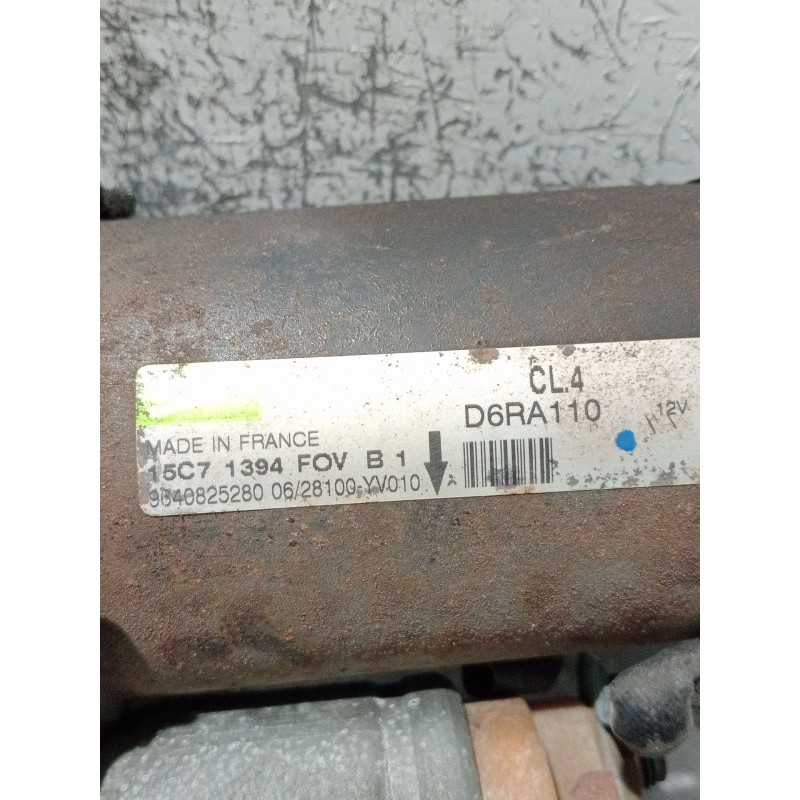 CL.4
D6RA110
12V
MADE IN FRANCE
15C7 1394 FOV B 1
9640825280 06/28100-YV010